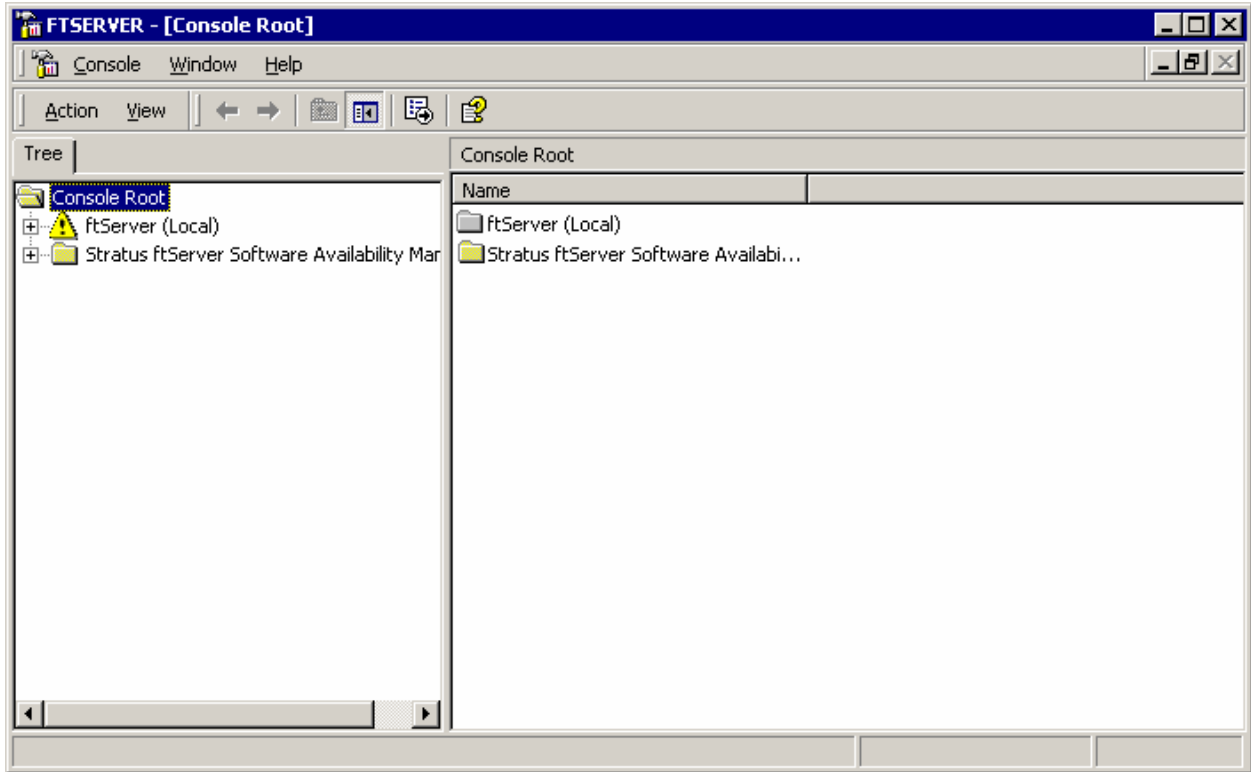 FTSERVER - [Console Root]
Console Window Help
Action View
Tree
Console Root
Console Root
ftServer (Local)
Stratus ftServer Software Availability Mar
Name
ftServer (Local)
Stratus ftServer Software Availabi...